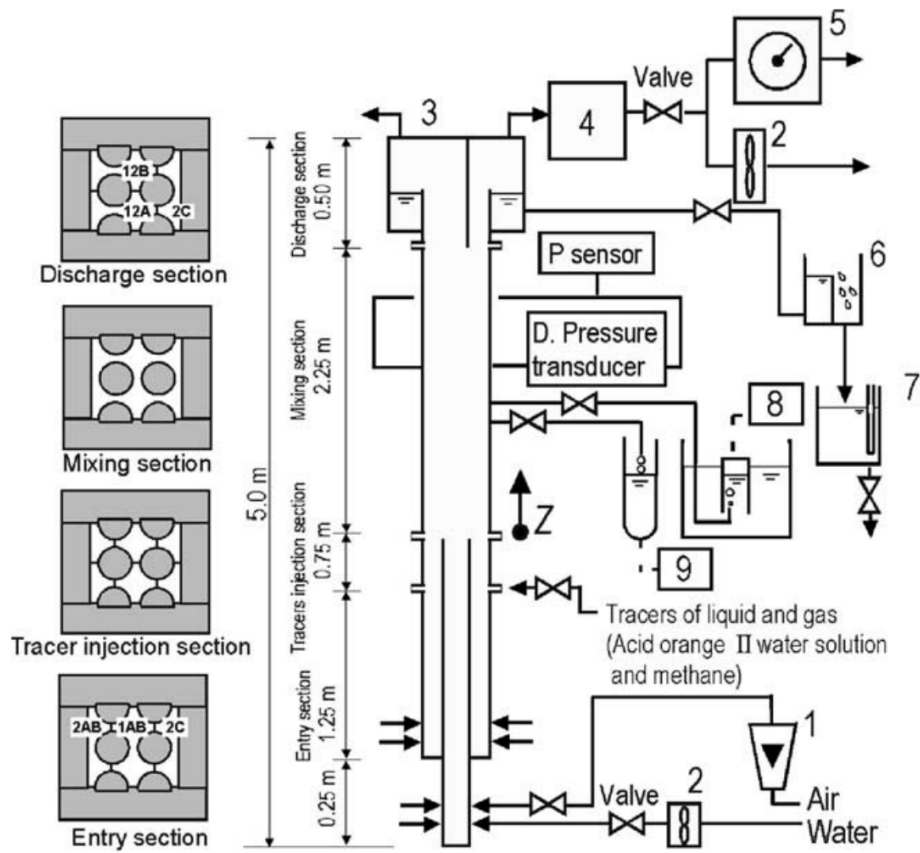 5
Valve
3
4
2
Discharge section
0.50 m
12B
12A
2C
Discharge section
P sensor
6
D. Pressure
transducer
Mixing section
2.25 m
7
8
Mixing section
5.0 m
Z
9
Tracers injection section
0.75 m
Tracers of liquid and gas
(Acid orange II water solution
and methane)
Tracer injection section
Entry section
1.25 m
2AB
1AB
2C
1
0.25 m
Valve
2
Air
Water
Entry section